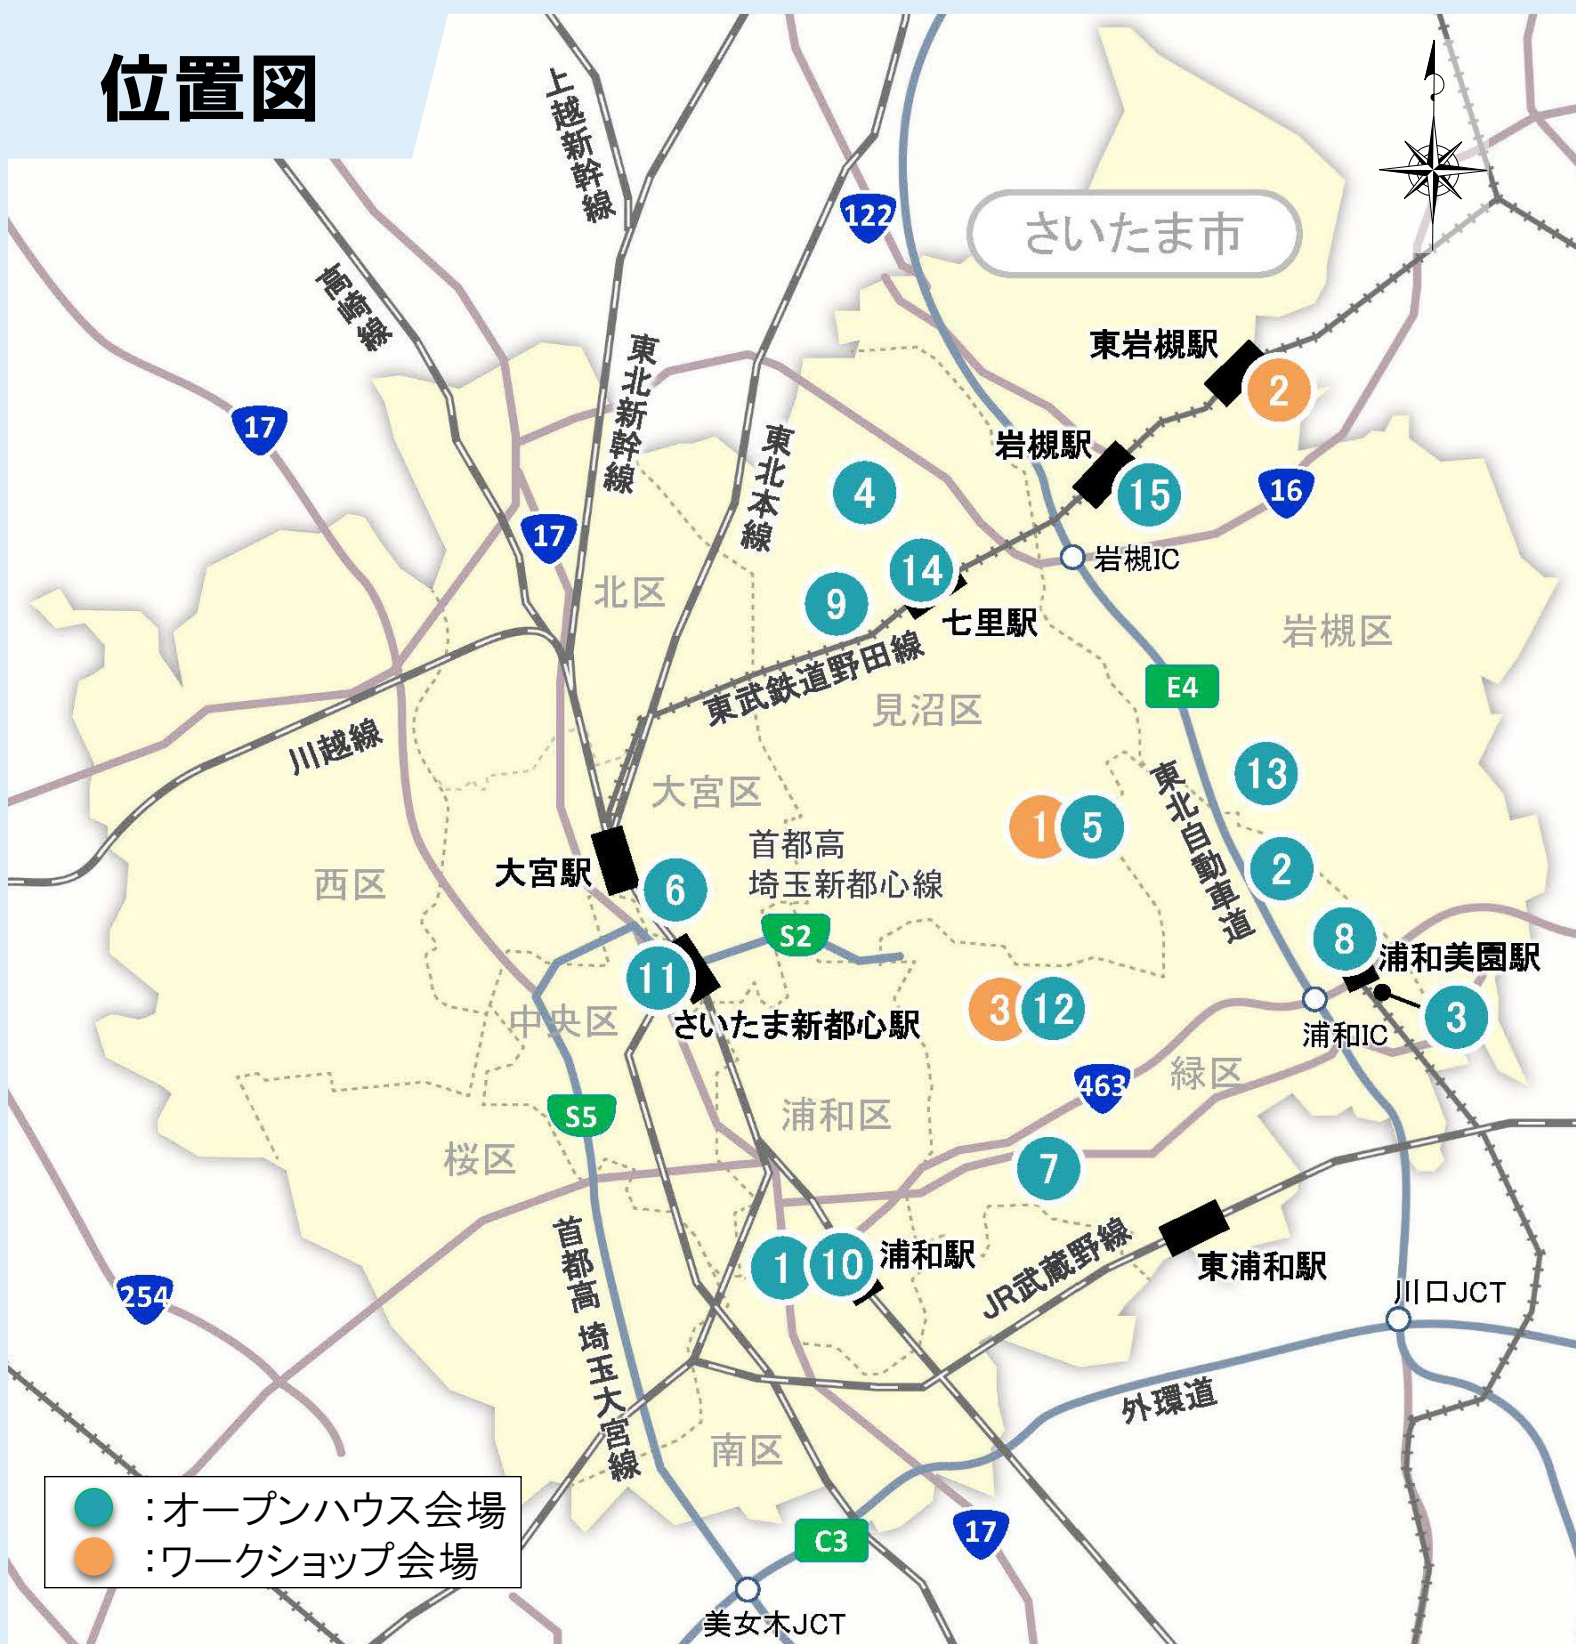 位置図
上越新幹線
122
さいたま市
高崎線
東岩槻駅
2
東北新幹線
17
東北本線
岩槻駅
15
16
4
17
岩槻IC
14
北区
9
七里駅
岩槻区
東武鉄道野田線
E4
見沼区
川越線
13
大宮区
東北自動車道
1
5
首都高
埼玉新都心線
大宮駅
西区
6
2
S2
8
浦和美園駅
11
3
12
3
中央区
さいたま新都心駅
浦和IC
緑区
463
S5
浦和区
桜区
7
首都高 埼玉大宮線
1
10
浦和駅
JR武蔵野線
東浦和駅
254
川口JCT
外環道
南区
：オープンハウス会場
：ワークショップ会場
17
C3
美女木JCT